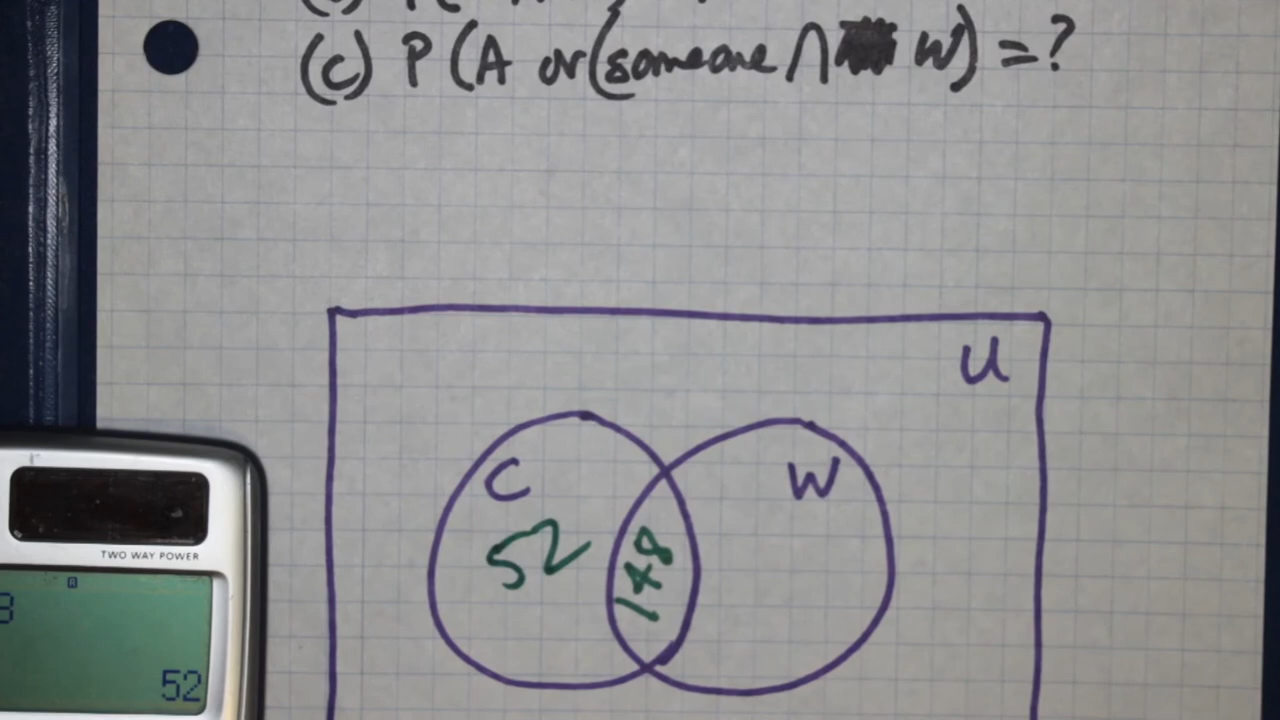 (c) P(A or (someone ∩ W) = ?
U
C
W
52
148
TWO WAY POWER
52